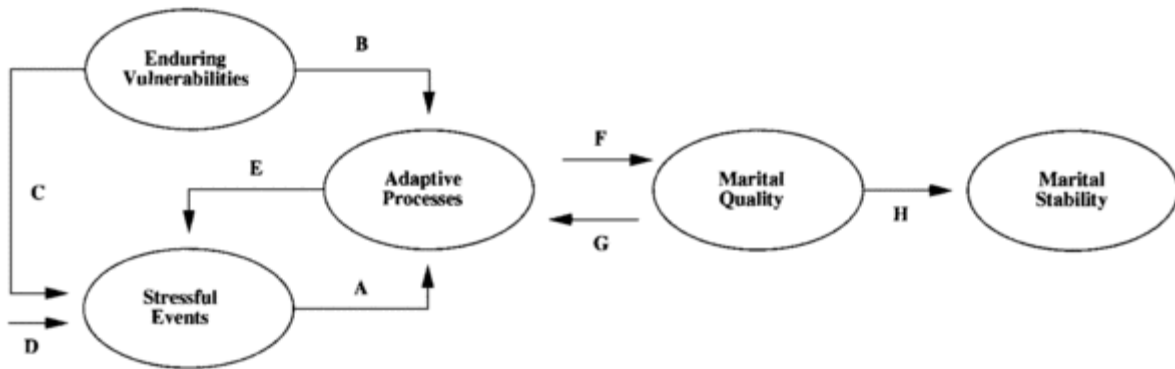 Enduring
Vulnerabilities
B
C
E
Adaptive
Processes
F
G
Marital
Quality
H
Marital
Stability
Stressful
Events
A
D